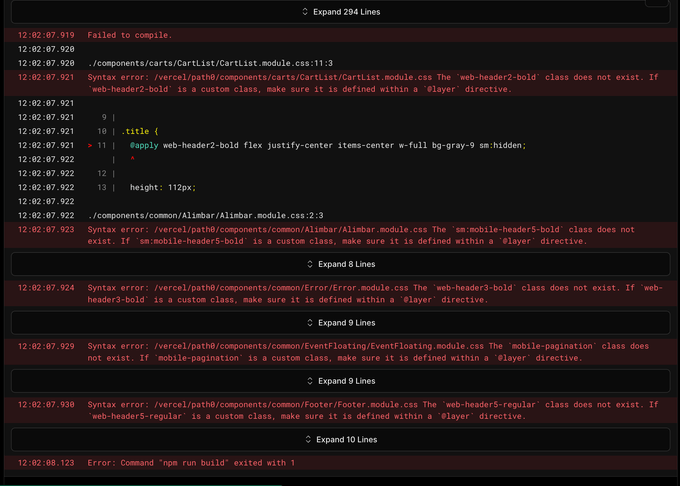 Expand 294 Lines
12:02:07.919 Failed to compile.
12:02:07.920
12:02:07.920 ./components/carts/CartList/CartList.module.css:11:3
12:02:07.921 Syntax error: /vercel/path0/components/carts/CartList/CartList.module.css The `web-header2-bold` class does not exist. If
`web-header2-bold` is a custom class, make sure it is defined within a `@layer` directive.
12:02:07.921
12:02:07.921 9 |
12:02:07.921 10 | .title {
12:02:07.921 > 11 | @apply web-header2-bold flex justify-center items-center w-full bg-gray-9 sm:hidden;
12:02:07.922 | ^
12:02:07.922 12 |
12:02:07.922 13 | height: 112px;
12:02:07.922
12:02:07.922 ./components/common/Alimbar/Alimbar.module.css:2:3
12:02:07.923 Syntax error: /vercel/path0/components/common/Alimbar/Alimbar.module.css The `sm:mobile-header5-bold` class does not
exist. If `sm:mobile-header5-bold` is a custom class, make sure it is defined within a `@layer` directive.
Expand 8 Lines
12:02:07.924 Syntax error: /vercel/path0/components/common/Error/Error.module.css The `web-header3-bold` class does not exist. If `web-
header3-bold` is a custom class, make sure it is defined within a `@layer` directive.
Expand 9 Lines
12:02:07.929 Syntax error: /vercel/path0/components/common/EventFloating/EventFloating.module.css The `mobile-pagination` class does
not exist. If `mobile-pagination` is a custom class, make sure it is defined within a `@layer` directive.
Expand 9 Lines
12:02:07.930 Syntax error: /vercel/path0/components/common/Footer/Footer.module.css The `web-header5-regular` class does not exist. If
`web-header5-regular` is a custom class, make sure it is defined within a `@layer` directive.
Expand 10 Lines
12:02:08.123 Error: Command "npm run build" exited with 1